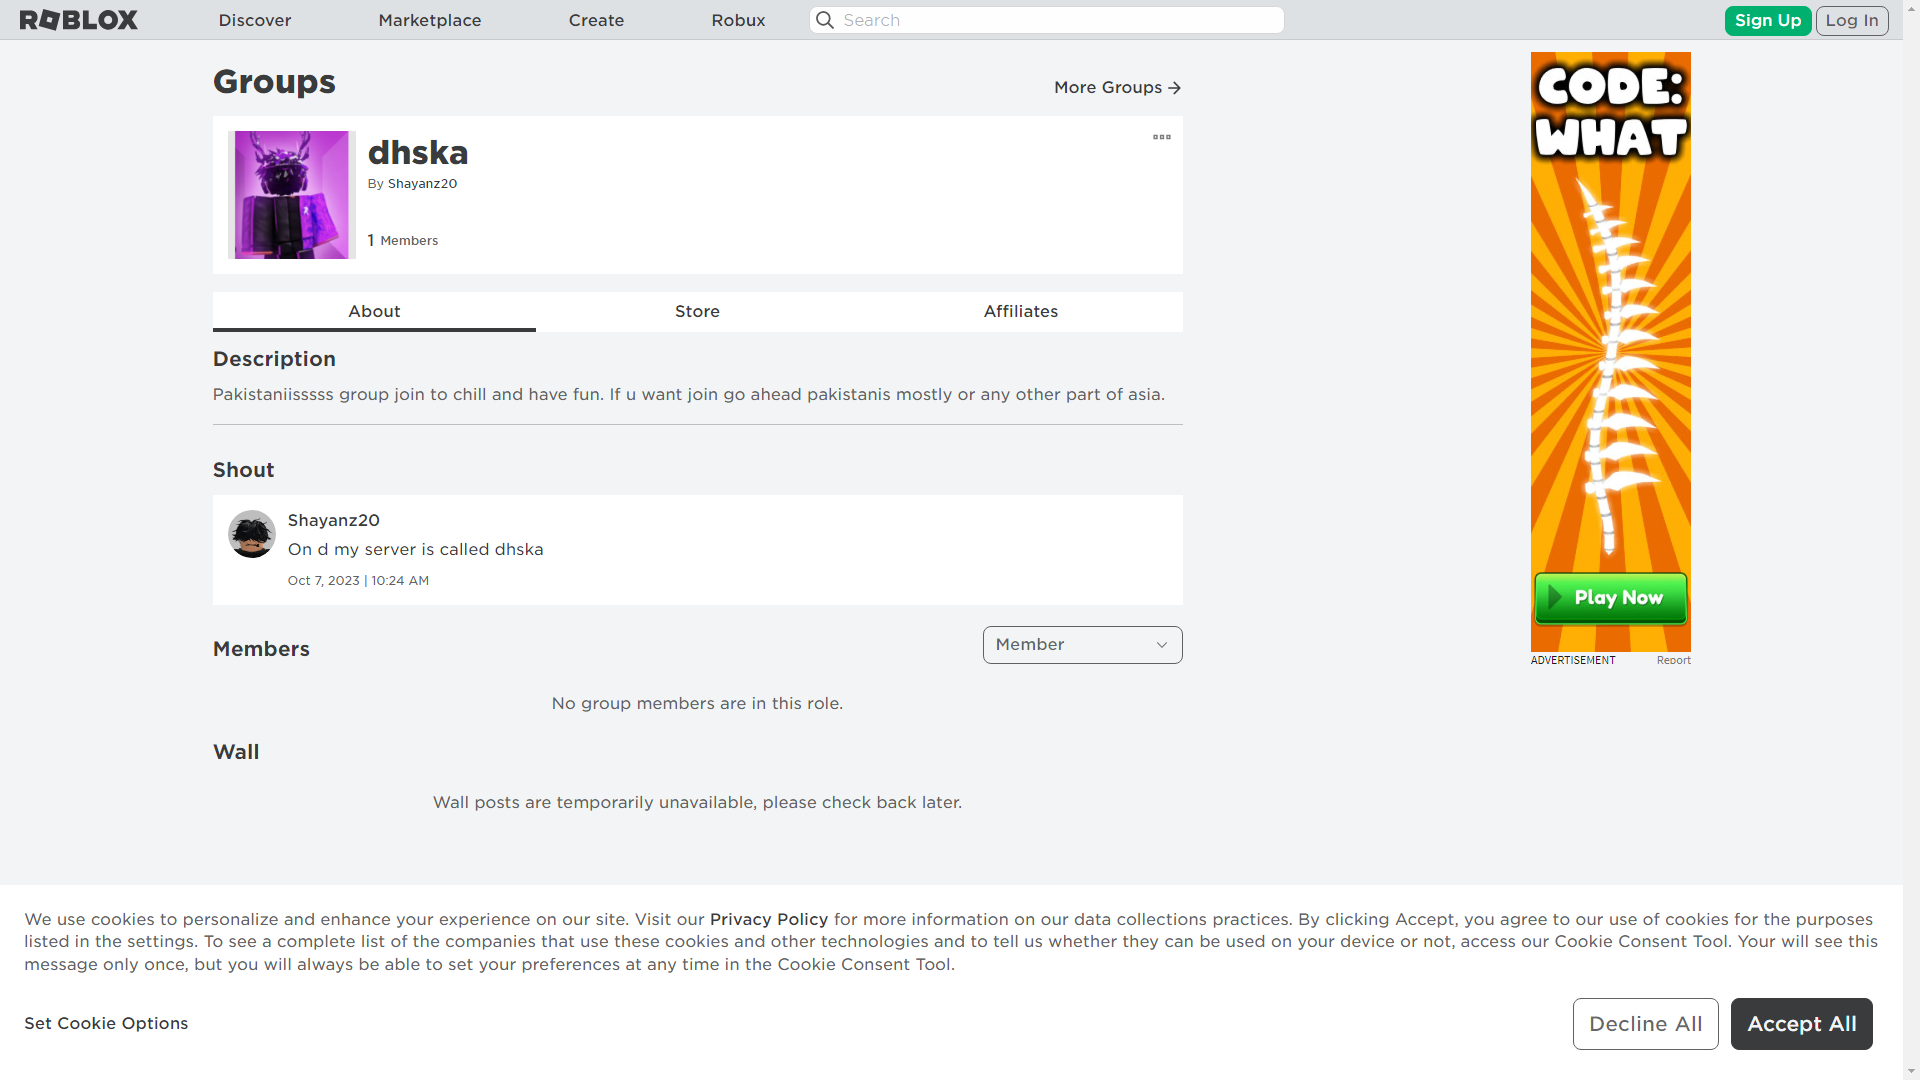 ROBLOX
Discover
Marketplace
Create
Robux
Search
Sign Up
Log In
Groups
More Groups
dhska
By Shayanz20
1 Members
About
Store
Affiliates
Description
Pakistaniisssss group join to chill and have fun. If u want join go ahead pakistanis mostly or any other part of asia.
Shout
Shayanz20
On d my server is called dhska
Oct 7, 2023 | 10:24 AM
Members
Member
No group members are in this role.
Wall
Wall posts are temporarily unavailable, please check back later.
CODE:
WHAT
Play Now
ADVERTISEMENT
Report
We use cookies to personalize and enhance your experience on our site. Visit our Privacy Policy for more information on our data collections practices. By clicking Accept, you agree to our use of cookies for the purposes
listed in the settings. To see a complete list of the companies that use these cookies and other technologies and to tell us whether they can be used on your device or not, access our Cookie Consent Tool. Your will see this
message only once, but you will always be able to set your preferences at any time in the Cookie Consent Tool.
Set Cookie Options
Decline All
Accept All